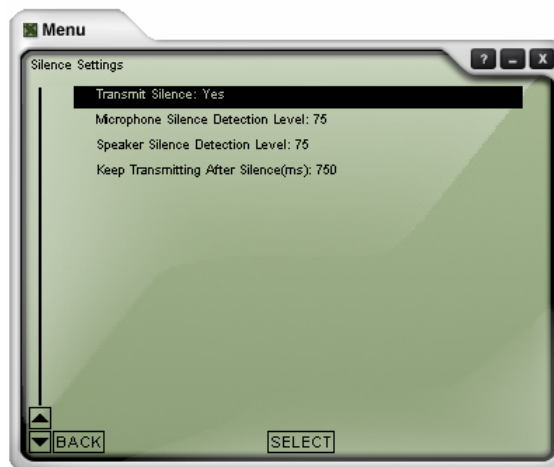 Menu
? - X
Silence Settings
Transmit Silence: Yes
Microphone Silence Detection Level: 75
Speaker Silence Detection Level: 75
Keep Transmitting After Silence(ms): 750
BACK SELECT